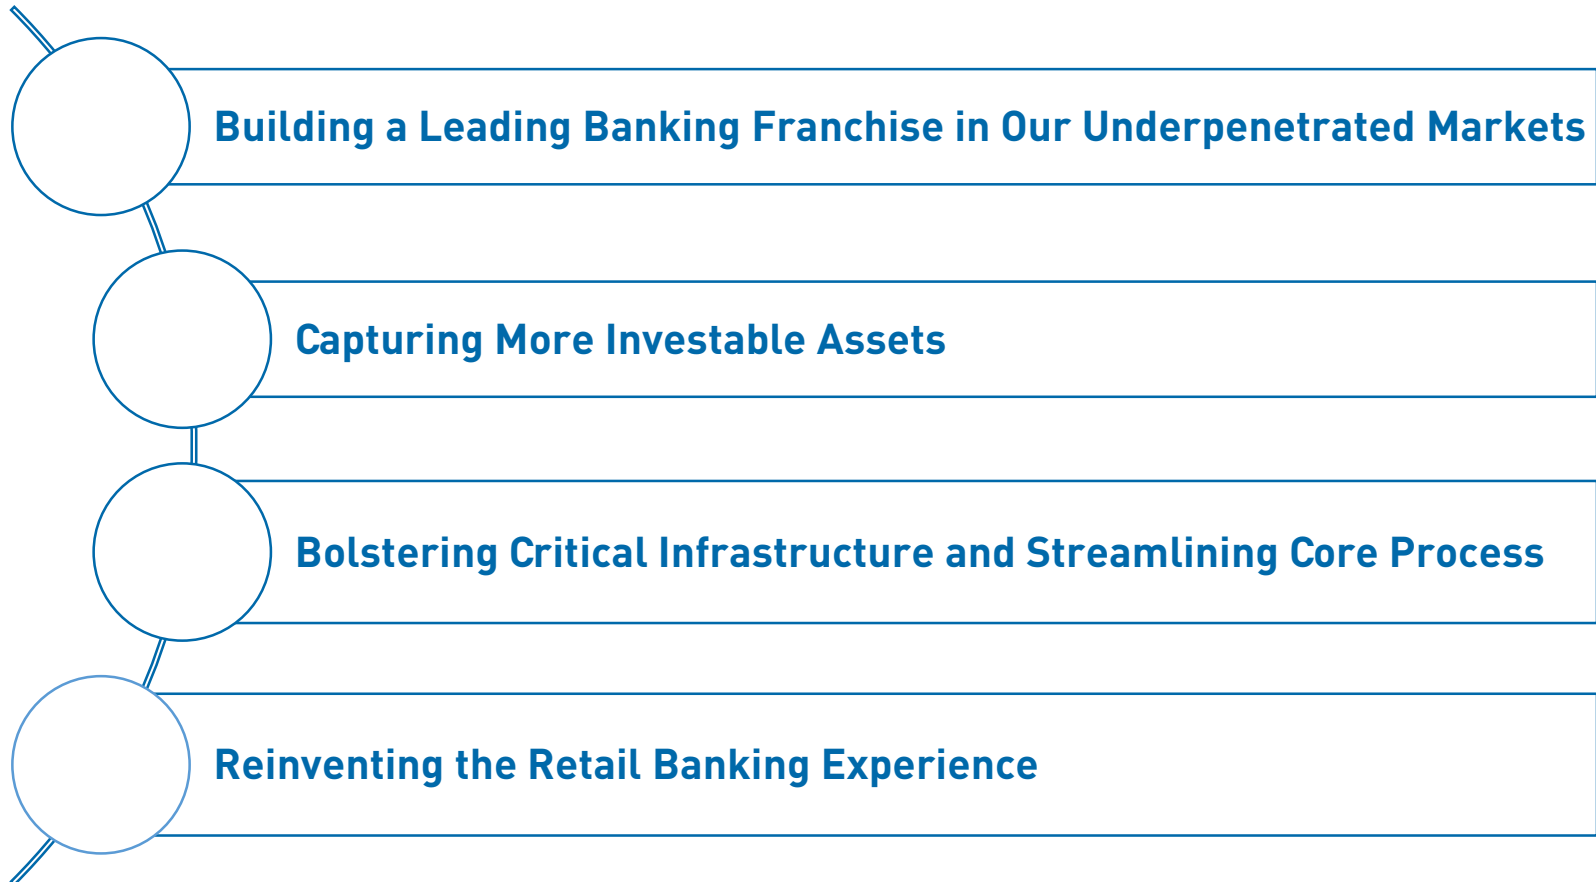 Building a Leading Banking Franchise in Our Underpenetrated Markets
Capturing More Investable Assets
Bolstering Critical Infrastructure and Streamlining Core Process
Reinventing the Retail Banking Experience